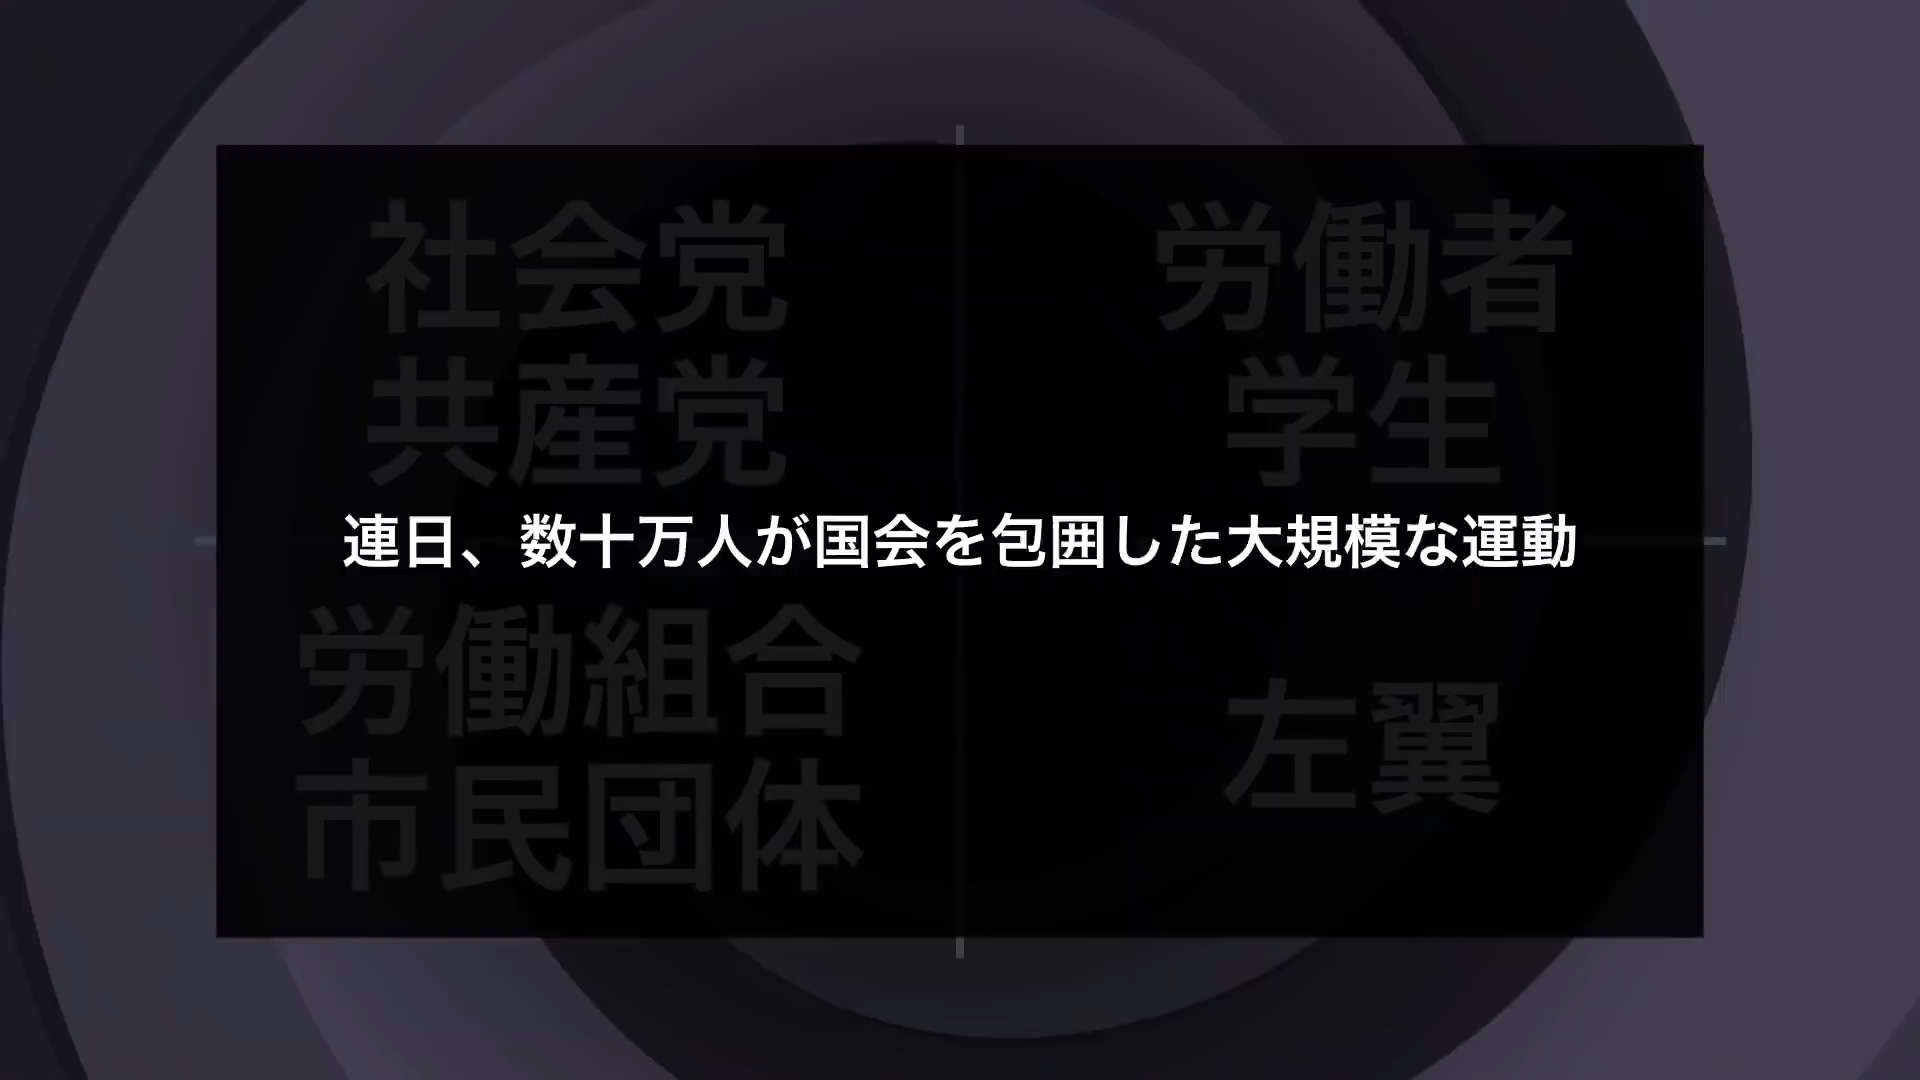 社会党
共産党
労働者
学生
連日、数十万人が国会を包囲した大規模な運動
労働組合
市民団体
左翼